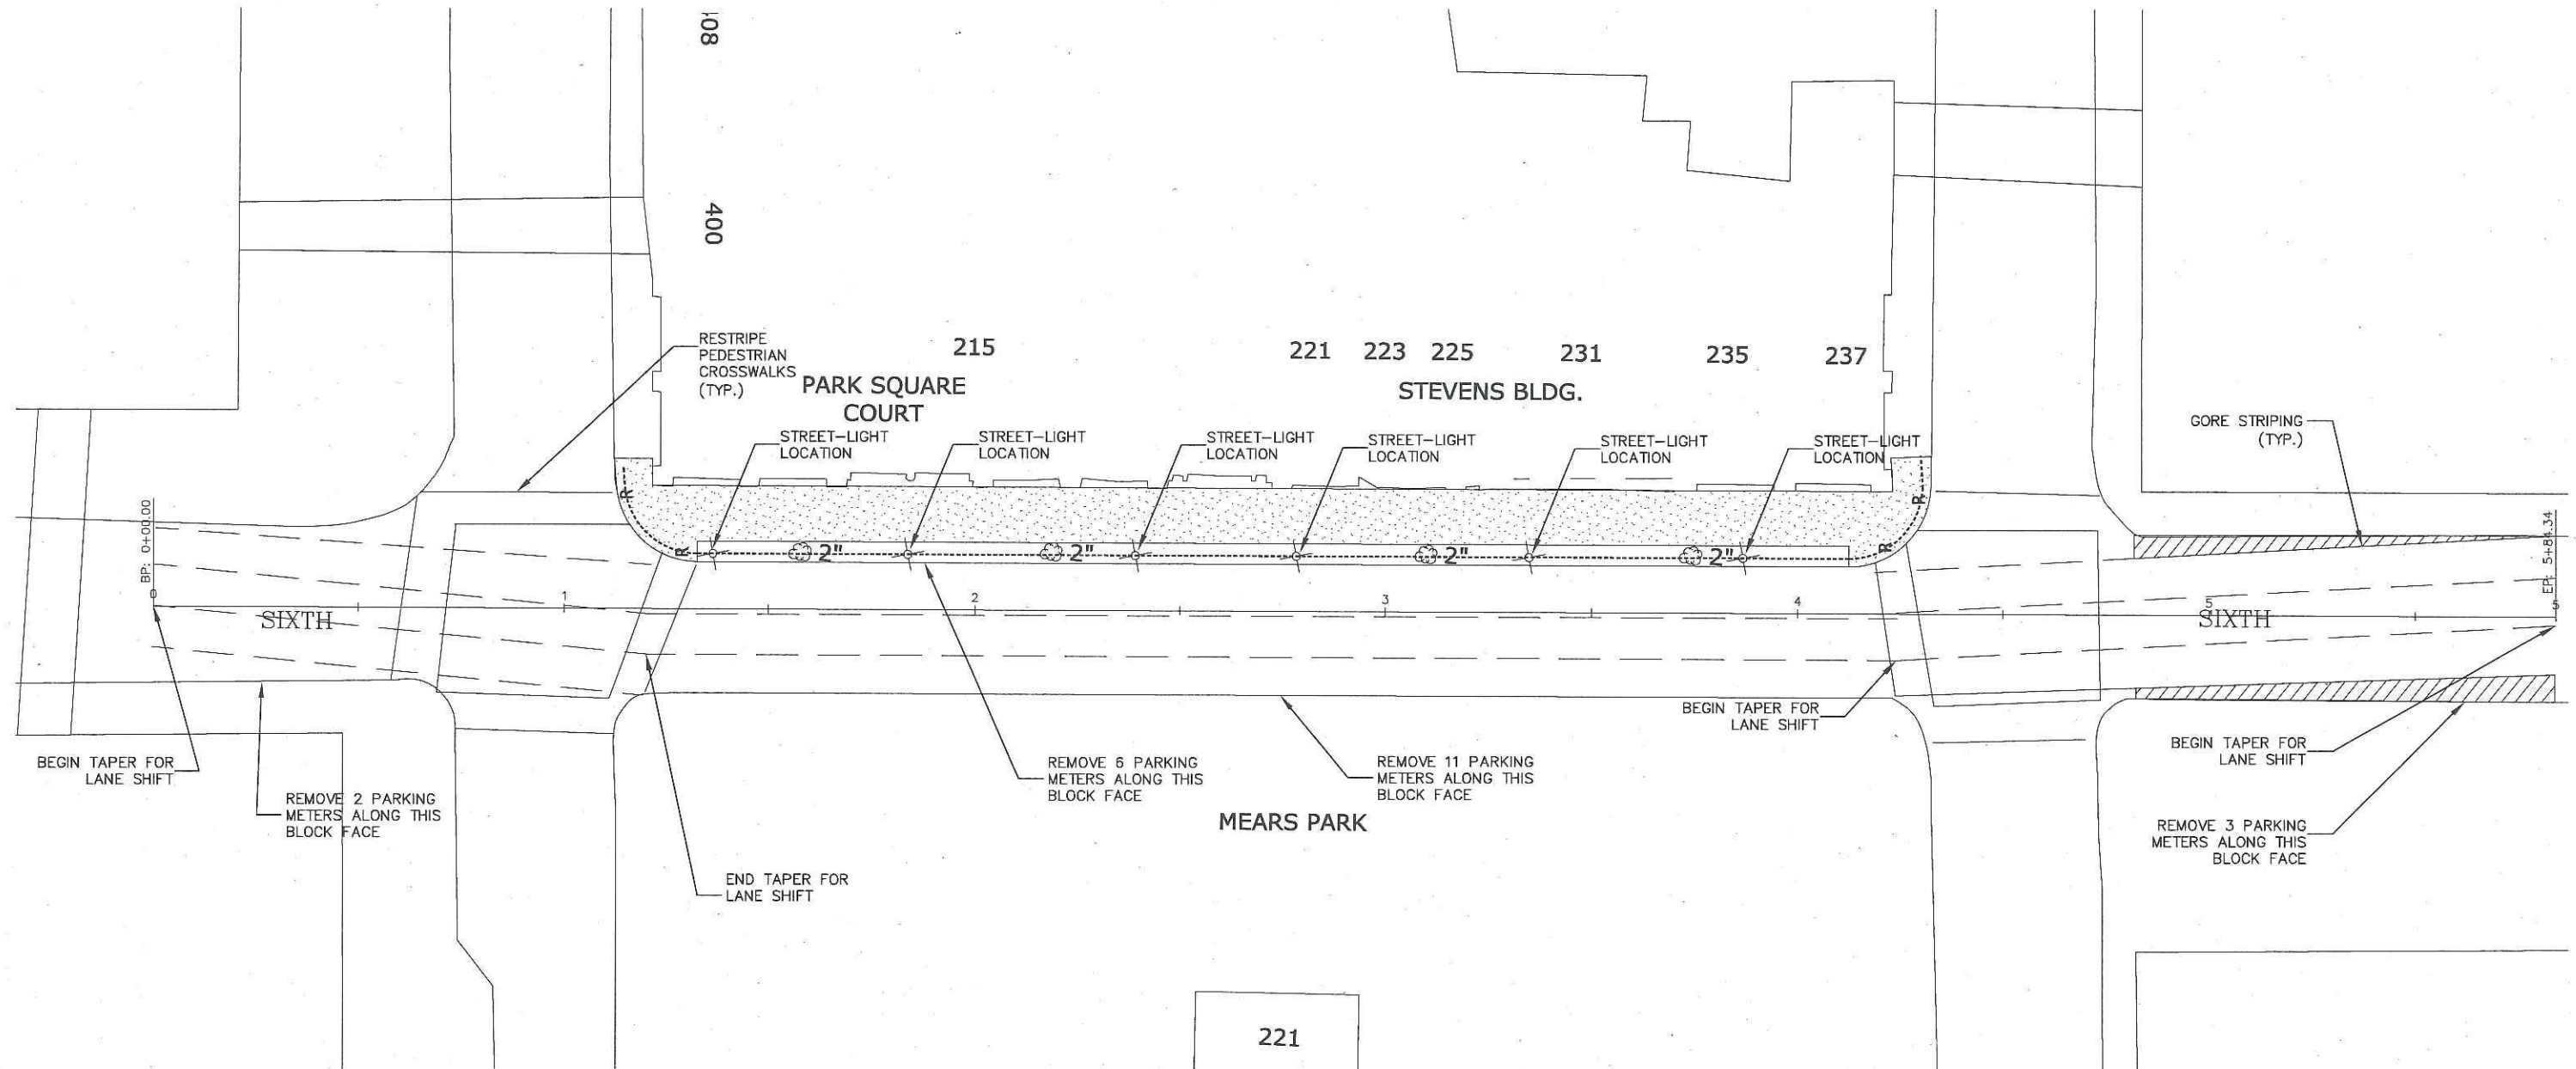 108
400
RESTRIPE
PEDESTRIAN
CROSSWALKS
(TYP.)
215
221
223
225
231
235
237
PARK SQUARE
COURT
STEVENS BLDG.
GORE STRIPING
(TYP.)
STREET-LIGHT
LOCATION
STREET-LIGHT
LOCATION
STREET-LIGHT
LOCATION
STREET-LIGHT
LOCATION
STREET-LIGHT
LOCATION
STREET-LIGHT
LOCATION
R
R
R
R
BP: 0+00.00
EP: 5+84.34
2"
2"
2"
2"
0
1
2
3
4
5
5
SIXTH
SIXTH
BEGIN TAPER FOR
LANE SHIFT
REMOVE 2 PARKING
METERS ALONG THIS
BLOCK FACE
END TAPER FOR
LANE SHIFT
REMOVE 6 PARKING
METERS ALONG THIS
BLOCK FACE
REMOVE 11 PARKING
METERS ALONG THIS
BLOCK FACE
BEGIN TAPER FOR
LANE SHIFT
BEGIN TAPER FOR
LANE SHIFT
REMOVE 3 PARKING
METERS ALONG THIS
BLOCK FACE
MEARS PARK
221